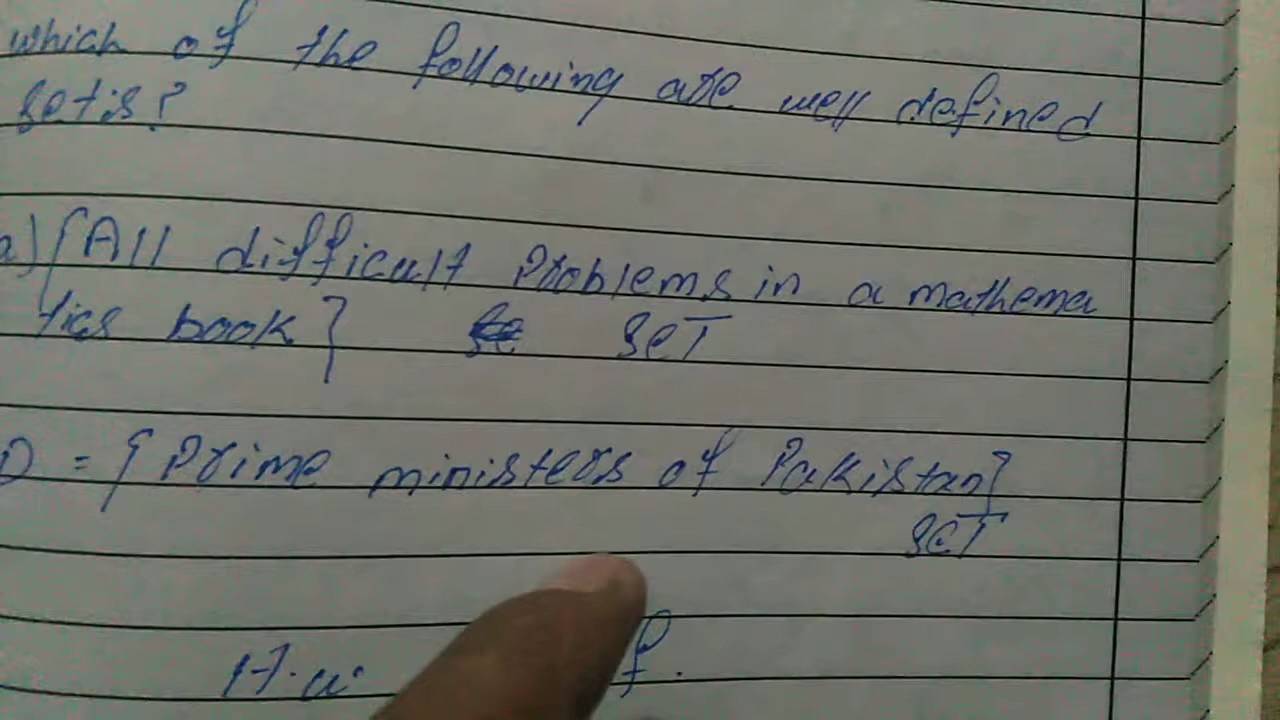 which of the following are well defined
setis?
a) {All difficult Problems in a mathema
tics book} SeT
D = {Prime ministers of Pakistan}
SeT